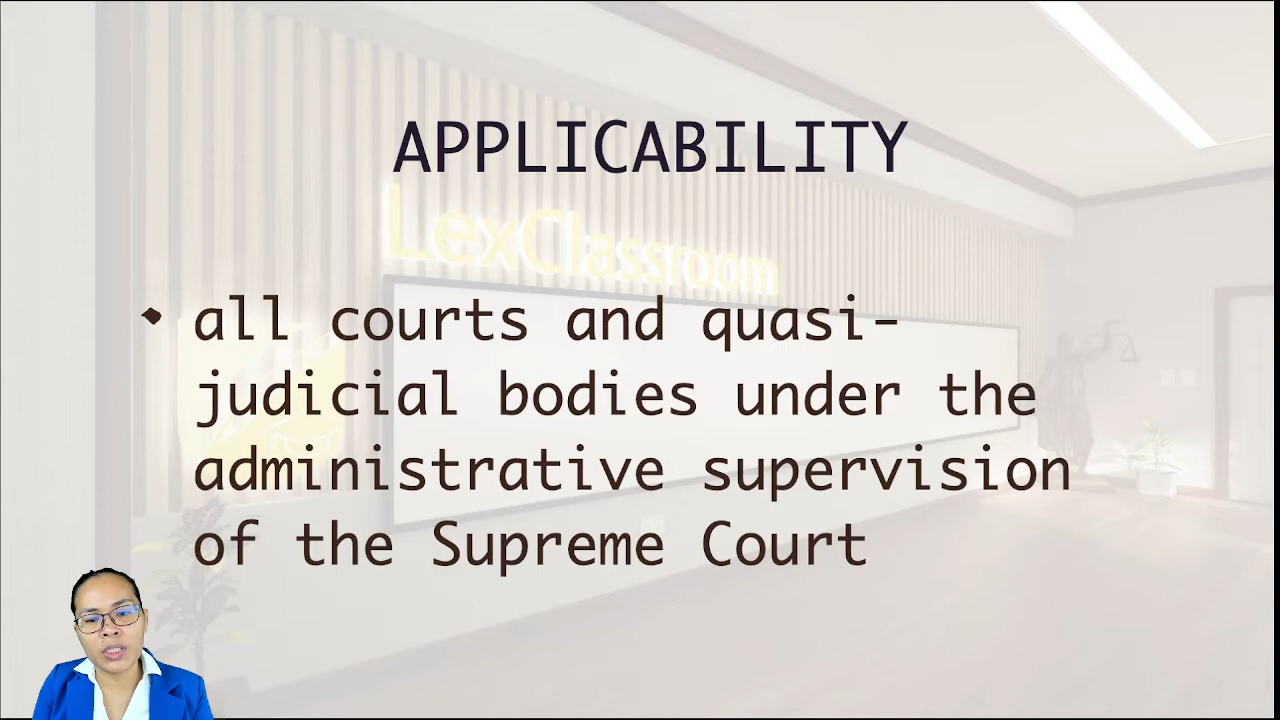 APPLICABILITY
LexClassroom
all courts and quasi-
judicial bodies under the
administrative supervision
of the Supreme Court